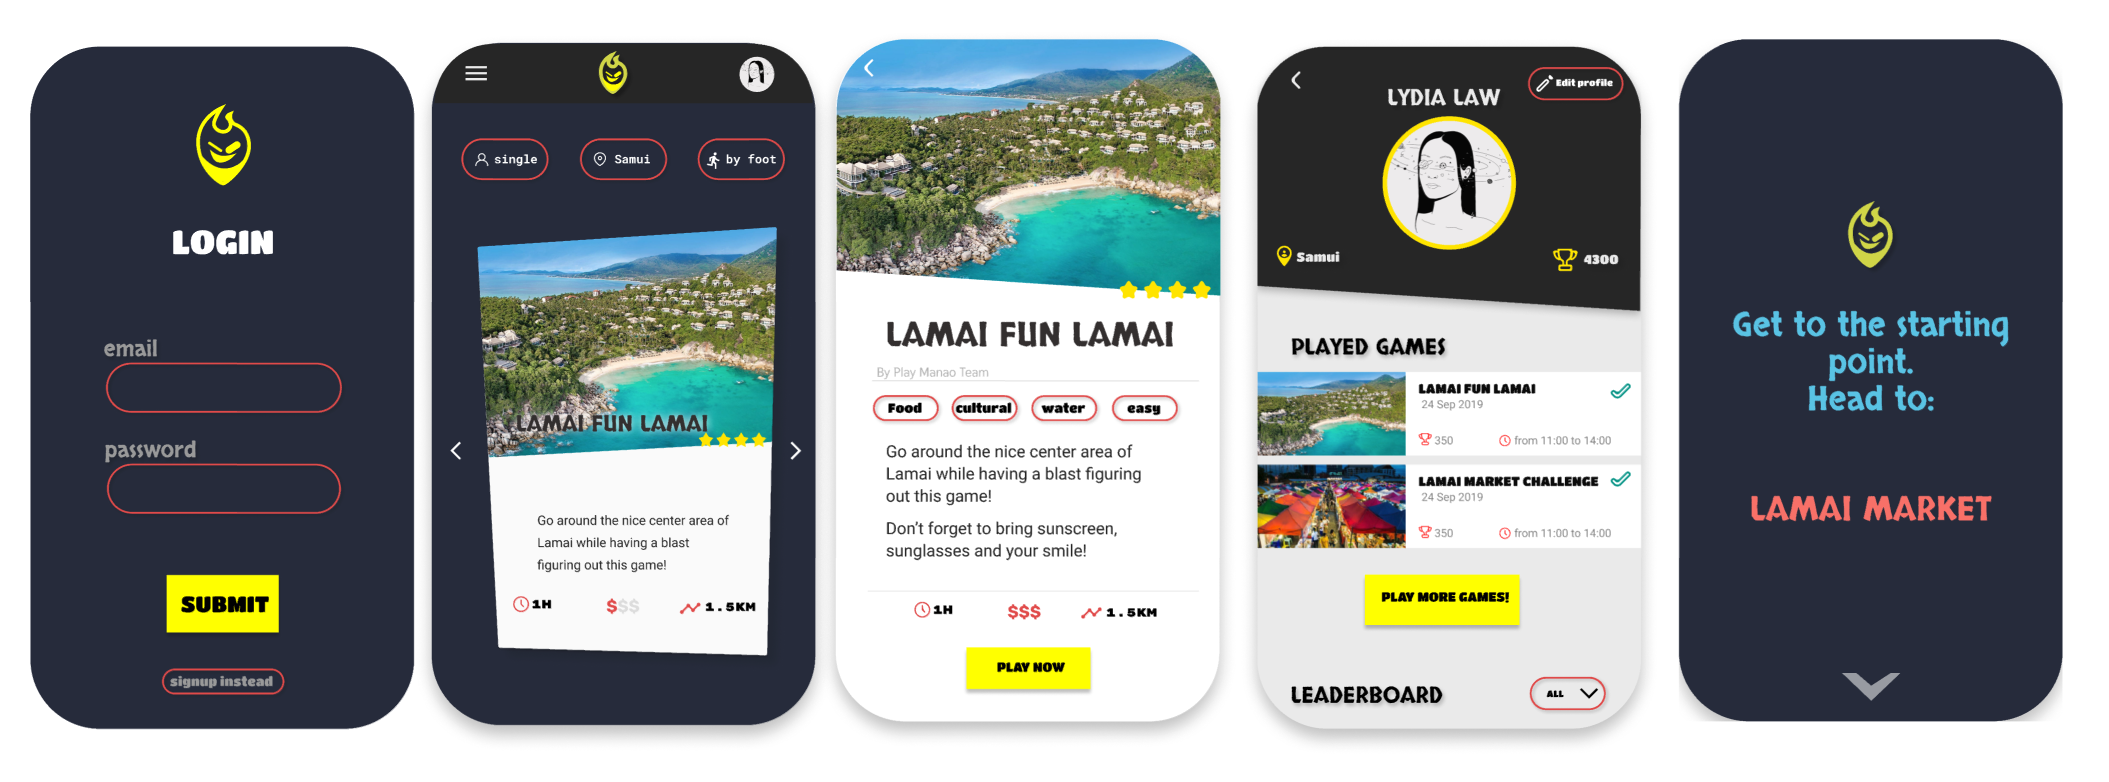 LOGIN
email
password
SUBMIT
signup instead
single
Samui
by foot
LAMAI FUN LAMAI
Go around the nice center area of
Lamai while having a blast
figuring out this game!
1H
$$$
1.5KM
LAMAI FUN LAMAI
By Play Manao Team
Food
cultural
water
easy
Go around the nice center area of
Lamai while having a blast figuring
out this game!
Don't forget to bring sunscreen,
sunglasses and your smile!
1H
$$$
1.5KM
PLAY NOW
LYDIA LAW
Edit profile
Samui
4300
PLAYED GAMES
LAMAI FUN LAMAI
24 Sep 2019
350
from 11:00 to 14:00
LAMAI MARKET CHALLENGE
24 Sep 2019
350
from 11:00 to 14:00
PLAY MORE GAMES!
LEADERBOARD
ALL
Get to the starting
point.
Head to:
LAMAI MARKET